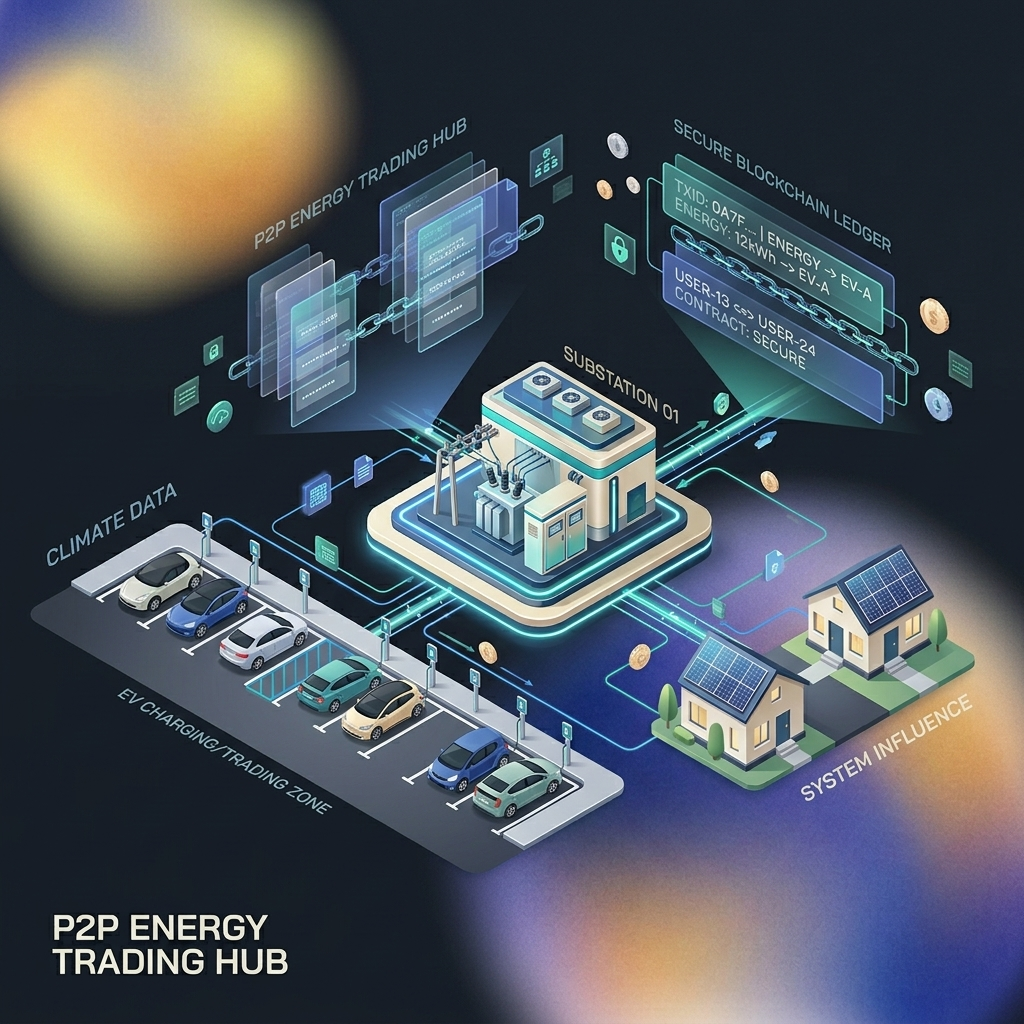 P2P ENERGY TRADING HUB
SECURE BLOCKCHAIN LEDGER
TXID: 0A7F... | ENERGY -> EV-A
ENERGY: 12kWh -> EV-A
USER-13 <=> USER-24
CONTRACT: SECURE
SUBSTATION 01
CLIMATE DATA
EV CHARGING/TRADING ZONE
SYSTEM INFLUENCE
P2P ENERGY
TRADING HUB